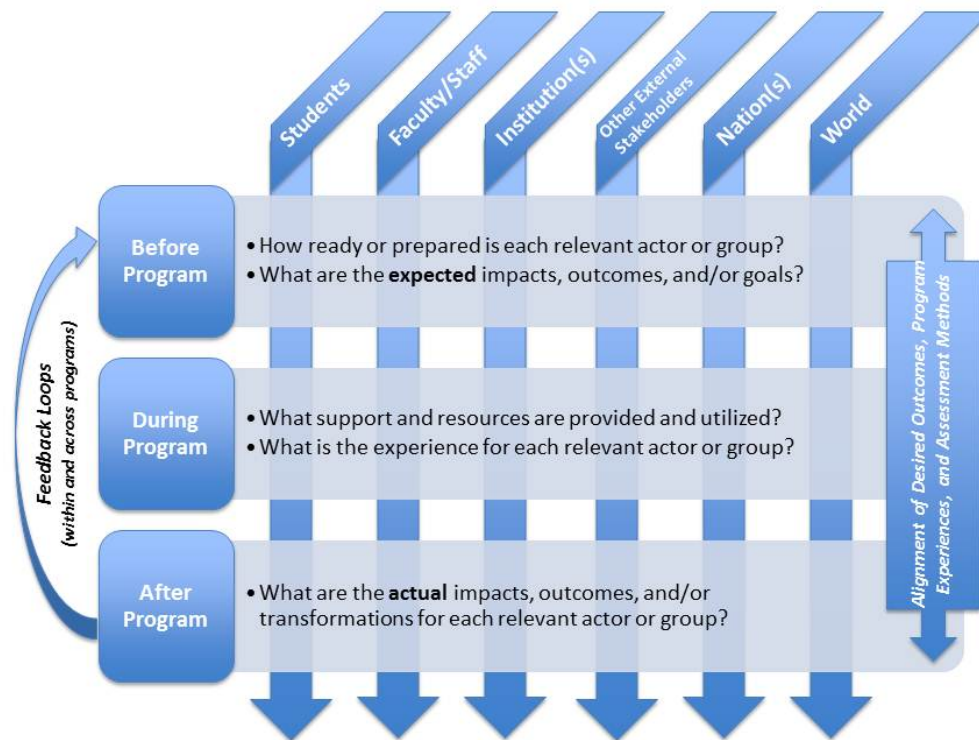 Students
Faculty/Staff
Institution(s)
Other External
Stakeholders
Nation(s)
World
Before
Program
• How ready or prepared is each relevant actor or group?
• What are the expected impacts, outcomes, and/or goals?
During
Program
• What support and resources are provided and utilized?
• What is the experience for each relevant actor or group?
After
Program
• What are the actual impacts, outcomes, and/or
transformations for each relevant actor or group?
Feedback Loops
(within and across programs)
Alignment of Desired Outcomes, Program
Experiences, and Assessment Methods